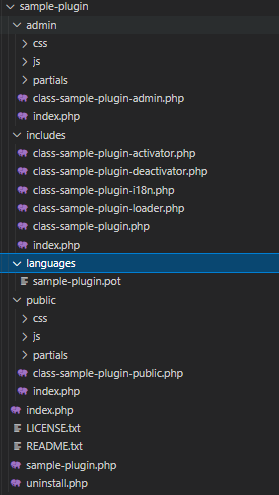 sample-plugin
admin
css
js
partials
class-sample-plugin-admin.php
index.php
includes
class-sample-plugin-activator.php
class-sample-plugin-deactivator.php
class-sample-plugin-i18n.php
class-sample-plugin-loader.php
class-sample-plugin.php
index.php
languages
sample-plugin.pot
public
css
js
partials
class-sample-plugin-public.php
index.php
index.php
LICENSE.txt
README.txt
sample-plugin.php
uninstall.php